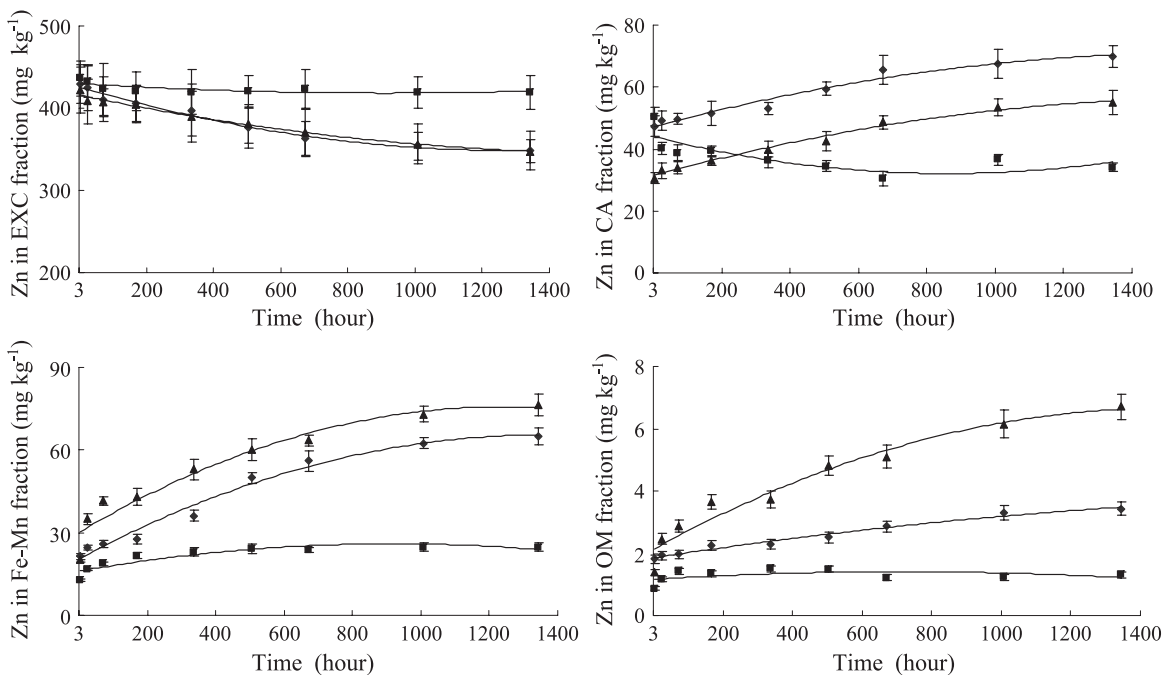 Zn in EXC fraction (mg kg-1)
500
400
300
200
3 200 400 600 800 1000 1200 1400
Time (hour)
Zn in CA fraction (mg kg-1)
80
60
40
20
0
3 200 400 600 800 1000 1200 1400
Time (hour)
Zn in Fe-Mn fraction (mg kg-1)
90
60
30
0
3 200 400 600 800 1000 1200 1400
Time (hour)
Zn in OM fraction (mg kg-1)
8
6
4
2
0
3 200 400 600 800 1000 1200 1400
Time (hour)